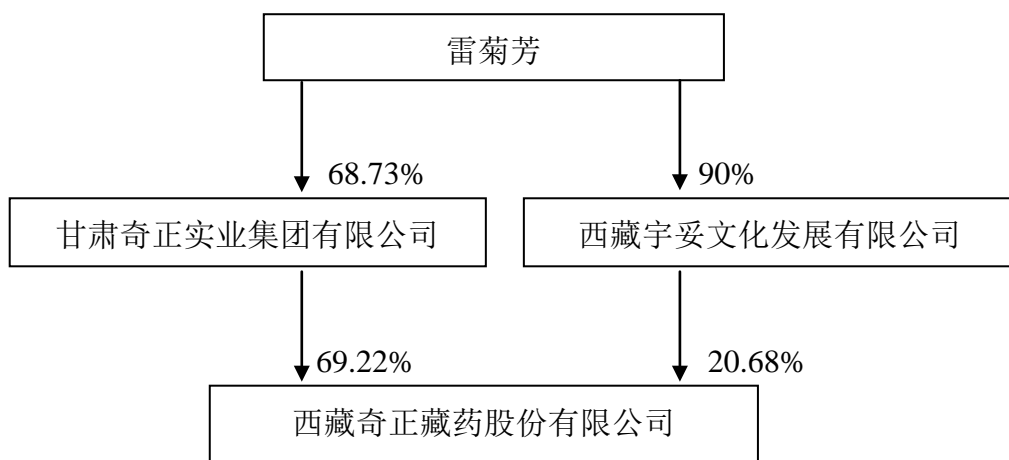 雷菊芳
68.73%
90%
甘肃奇正实业集团有限公司
西藏宇妥文化发展有限公司
69.22%
20.68%
西藏奇正藏药股份有限公司